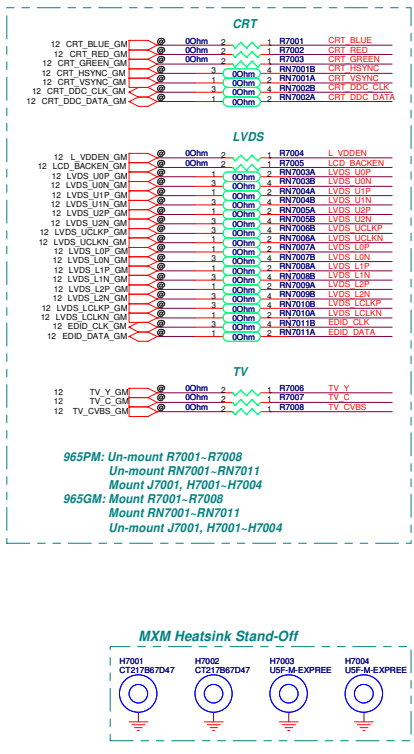 CRT
12 CRT_BLUE_GM @ 0Ohm 2 1 R7001 CRT_BLUE
12 CRT_RED_GM @ 0Ohm 2 1 R7002 CRT_RED
12 CRT_GREEN_GM @ 0Ohm 2 1 R7003 CRT_GREEN
12 CRT_HSYNC_GM @ 3 0Ohm 4 RN7001B CRT_HSYNC
12 CRT_VSYNC_GM @ 1 0Ohm 2 RN7001A CRT_VSYNC
12 CRT_DDC_CLK_GM @ 3 0Ohm 4 RN7002B CRT_DDC_CLK
12 CRT_DDC_DATA_GM @ 1 0Ohm 2 RN7002A CRT_DDC_DATA
LVDS
12 L_VDDEN_GM @ 0Ohm 2 1 R7004 L_VDDEN
12 LCD_BACKEN_GM @ 0Ohm 2 1 R7005 LCD_BACKEN
12 LVDS_U0P_GM @ 1 0Ohm 2 RN7003A LVDS_U0P
12 LVDS_U0N_GM @ 3 0Ohm 4 RN7003B LVDS_U0N
12 LVDS_U1P_GM @ 1 0Ohm 2 RN7004A LVDS_U1P
12 LVDS_U1N_GM @ 3 0Ohm 4 RN7004B LVDS_U1N
12 LVDS_U2P_GM @ 1 0Ohm 2 RN7005A LVDS_U2P
12 LVDS_U2N_GM @ 3 0Ohm 4 RN7005B LVDS_U2N
12 LVDS_UCLKP_GM @ 3 0Ohm 4 RN7006B LVDS_UCLKP
12 LVDS_UCLKN_GM @ 1 0Ohm 2 RN7006A LVDS_UCLKN
12 LVDS_L0P_GM @ 1 0Ohm 2 RN7007A LVDS_L0P
12 LVDS_L0N_GM @ 3 0Ohm 4 RN7007B LVDS_L0N
12 LVDS_L1P_GM @ 1 0Ohm 2 RN7008A LVDS_L1P
12 LVDS_L1N_GM @ 3 0Ohm 4 RN7008B LVDS_L1N
12 LVDS_L2P_GM @ 1 0Ohm 2 RN7009A LVDS_L2P
12 LVDS_L2N_GM @ 3 0Ohm 4 RN7009B LVDS_L2N
12 LVDS_LCLKP_GM @ 3 0Ohm 4 RN7010B LVDS_LCLKP
12 LVDS_LCLKN_GM @ 1 0Ohm 2 RN7010A LVDS_LCLKN
12 EDID_CLK_GM @ 3 0Ohm 4 RN7011B EDID_CLK
12 EDID_DATA_GM @ 1 0Ohm 2 RN7011A EDID_DATA
TV
12 TV_Y_GM @ 0Ohm 2 1 R7006 TV_Y
12 TV_C_GM @ 0Ohm 2 1 R7007 TV_C
12 TV_CVBS_GM @ 0Ohm 2 1 R7008 TV_CVBS
965PM: Un-mount R7001~R7008
Un-mount RN7001~RN7011
Mount J7001, H7001~H7004
965GM: Mount R7001~R7008
Mount RN7001~RN7011
Un-mount J7001, H7001~H7004
MXM Heatsink Stand-Off
H7001 H7002 H7003 H7004
CT217B67D47 CT217B67D47 U5F-M-EXPREE U5F-M-EXPREE